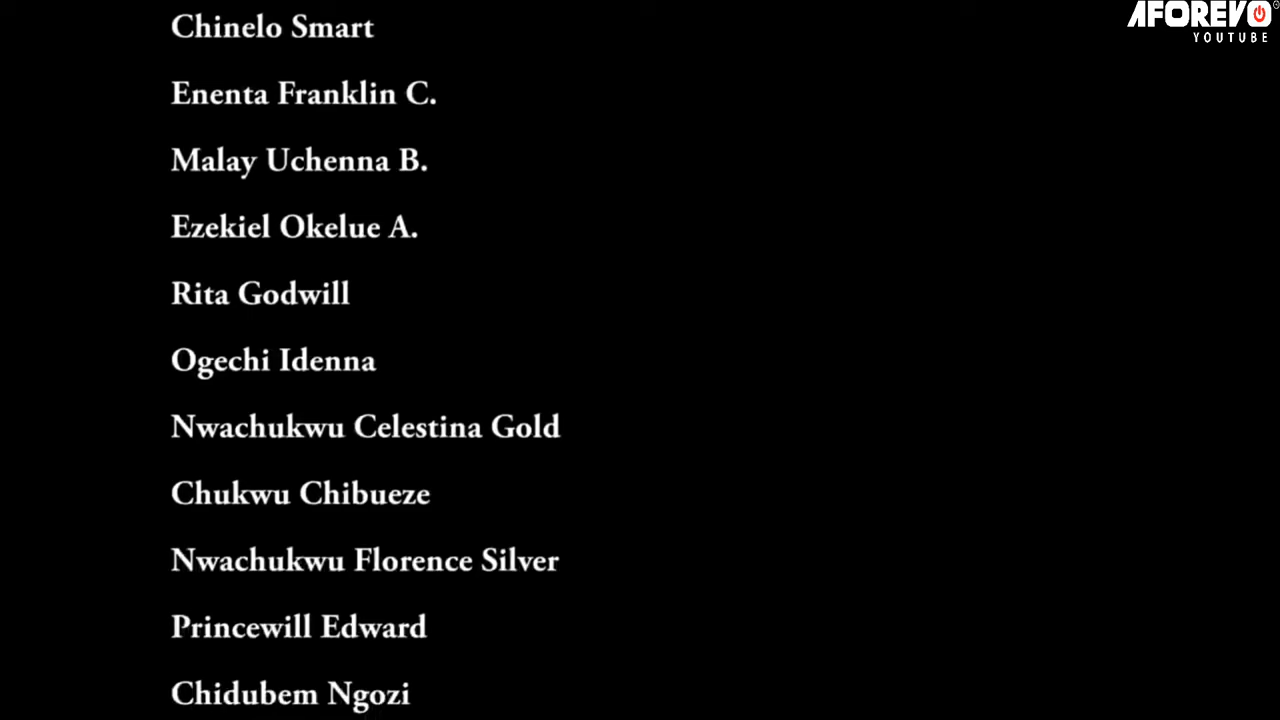 AFOREVO
YOUTUBE
Chinelo Smart
Enenta Franklin C.
Malay Uchenna B.
Ezekiel Okelue A.
Rita Godwill
Ogechi Idenna
Nwachukwu Celestina Gold
Chukwu Chibueze
Nwachukwu Florence Silver
Princewill Edward
Chidubem Ngozi